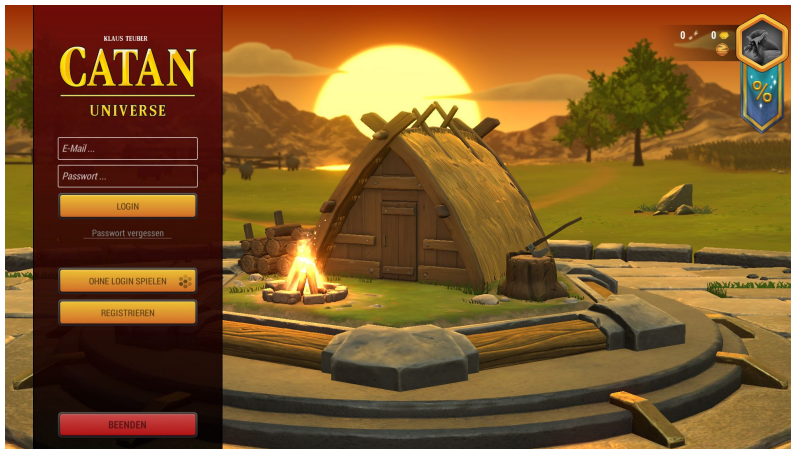 KLAUS TEUBER
CATAN
UNIVERSE
E-Mail ...
Passwort ...
LOGIN
Passwort vergessen
OHNE LOGIN SPIELEN
REGISTRIEREN
BEENDEN
0 0
%